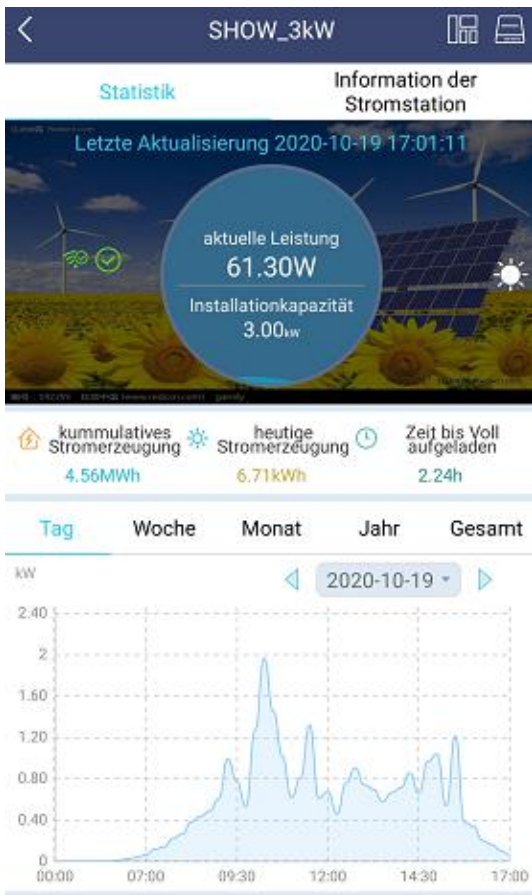 SHOW_3kW
Statistik
Information der
Stromstation
Letzte Aktualisierung 2020-10-19 17:01:11
aktuelle Leistung
61.30W
Installationkapazität
3.00kW
kummulatives
Stromerzeugung
4.56MWh
heutige
Stromerzeugung
6.71kWh
Zeit bis Voll
aufgeladen
2.24h
Tag Woche Monat Jahr Gesamt
kW
2020-10-19
2.40
2
1.60
1.20
0.80
0.40
0
00:00 07:00 09:30 12:00 14:30 17:00